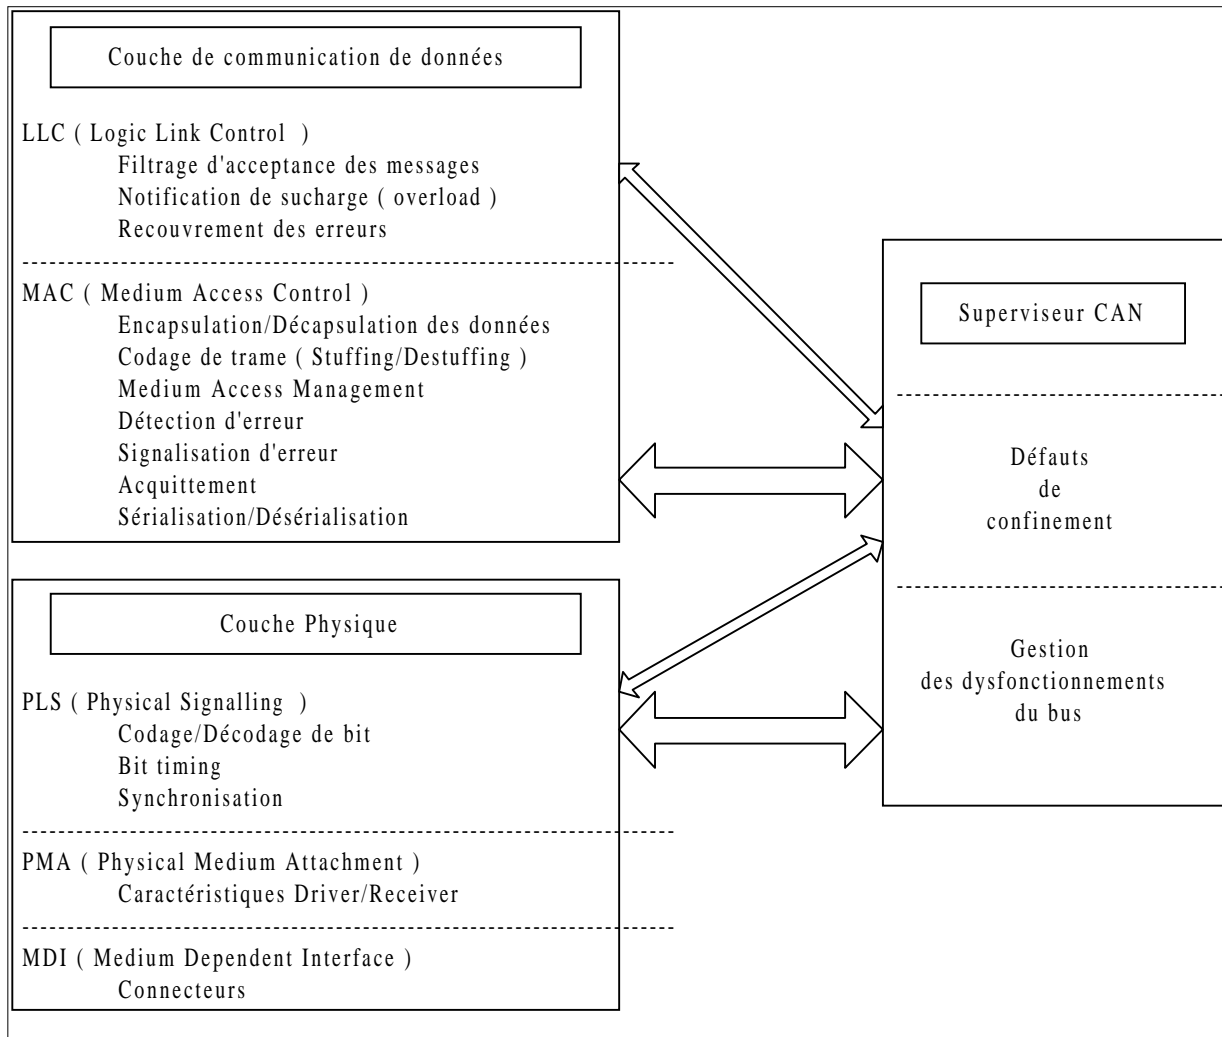 Couche de communication de données
LLC ( Logic Link Control )
Filtrage d'acceptance des messages
Notification de sucharge ( overload )
Recouvrement des erreurs
MAC ( Medium Access Control )
Encapsulation/Décapsulation des données
Codage de trame ( Stuffing/Destuffing )
Medium Access Management
Détection d'erreur
Signalisation d'erreur
Acquittement
Sérialisation/Désérialisation
Couche Physique
PLS ( Physical Signalling )
Codage/Décodage de bit
Bit timing
Synchronisation
PMA ( Physical Medium Attachment )
Caractéristiques Driver/Receiver
MDI ( Medium Dependent Interface )
Connecteurs
Superviseur CAN
Défauts
de
confinement
Gestion
des dysfonctionnements
du bus